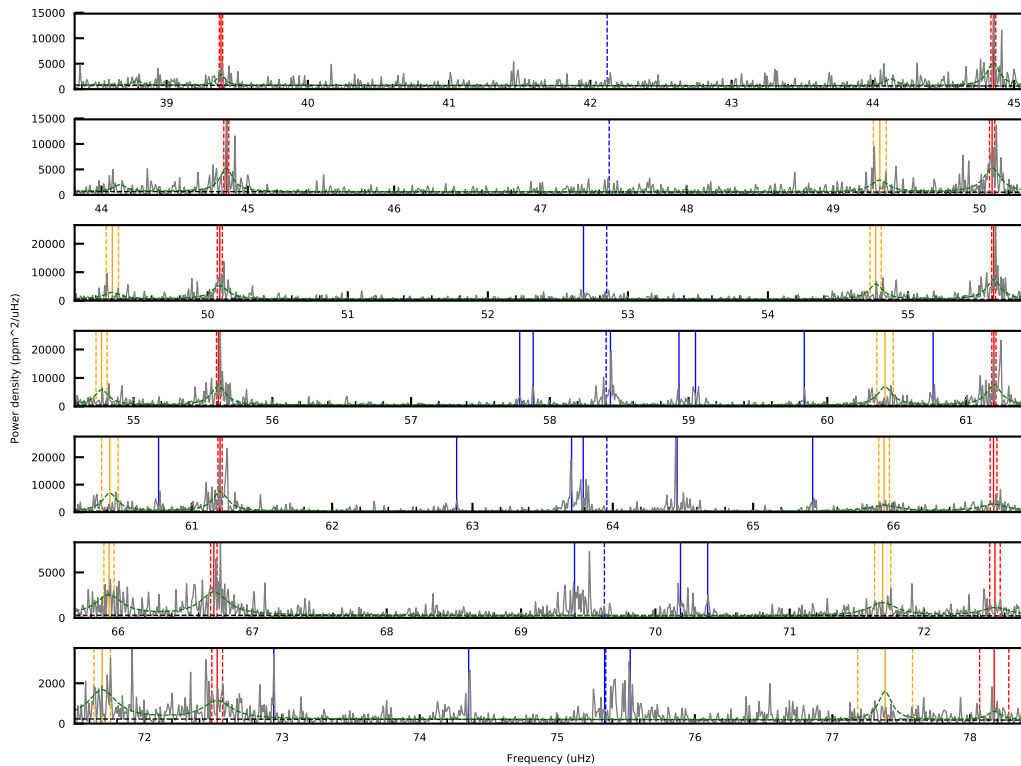 15000
10000
5000
0
39 40 41 42 43 44 45
15000
10000
5000
0
44 45 46 47 48 49 50
20000
10000
0
50 51 52 53 54 55
Power density (ppm^2/uHz)
20000
10000
0
55 56 57 58 59 60 61
20000
10000
0
61 62 63 64 65 66
5000
0
66 67 68 69 70 71 72
2000
0
72 73 74 75 76 77 78
Frequency (uHz)